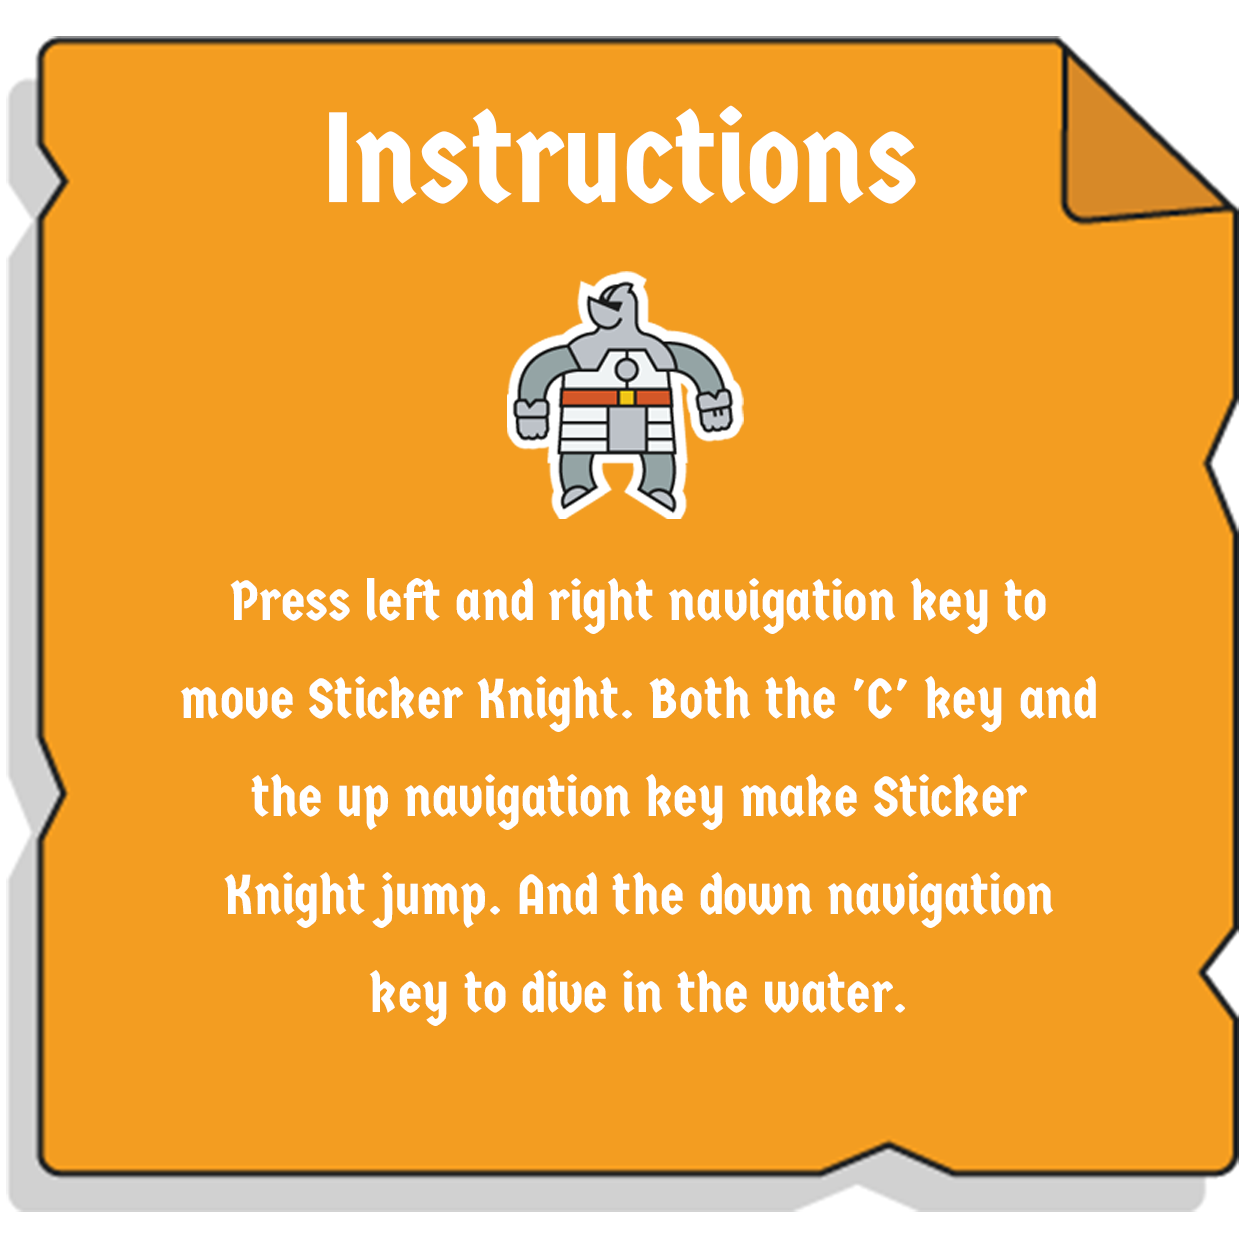 Instructions
Press left and right navigation key to
move Sticker Knight. Both the 'C' key and
the up navigation key make Sticker
Knight jump. And the down navigation
key to dive in the water.